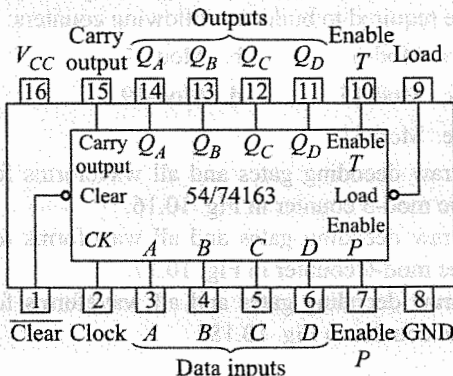 Outputs
Carry output Enable T Load
V_CC Q_A Q_B Q_C Q_D
16 15 14 13 12 11 10 9
Carry output Q_A Q_B Q_C Q_D Enable T
Clear 54/74163 Load
CK A B C D Enable P
1 2 3 4 5 6 7 8
Clear Clock A B C D Enable P GND
Data inputs